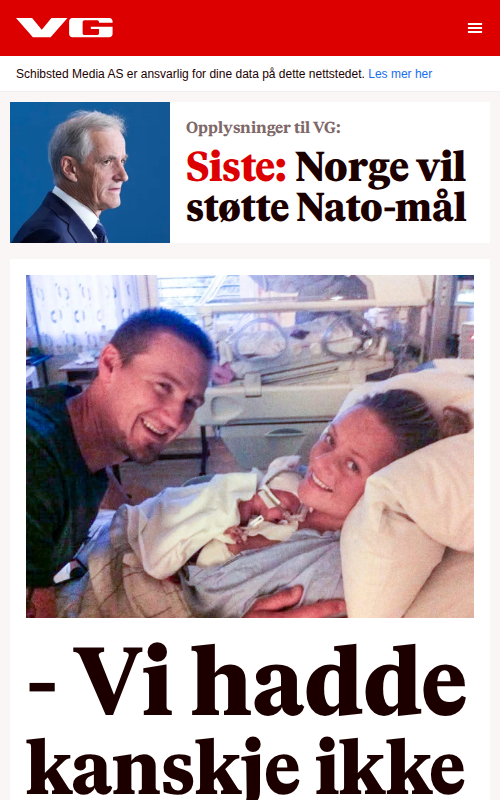 VG
Schibsted Media AS er ansvarlig for dine data på dette nettstedet. Les mer her
Opplysninger til VG:
Siste: Norge vil
støtte Nato-mål
- Vi hadde
kanskje ikke